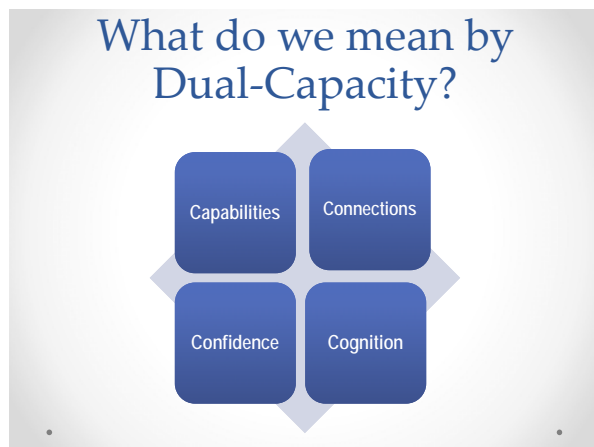 What do we mean by
Dual-Capacity?
Capabilities
Connections
Confidence
Cognition